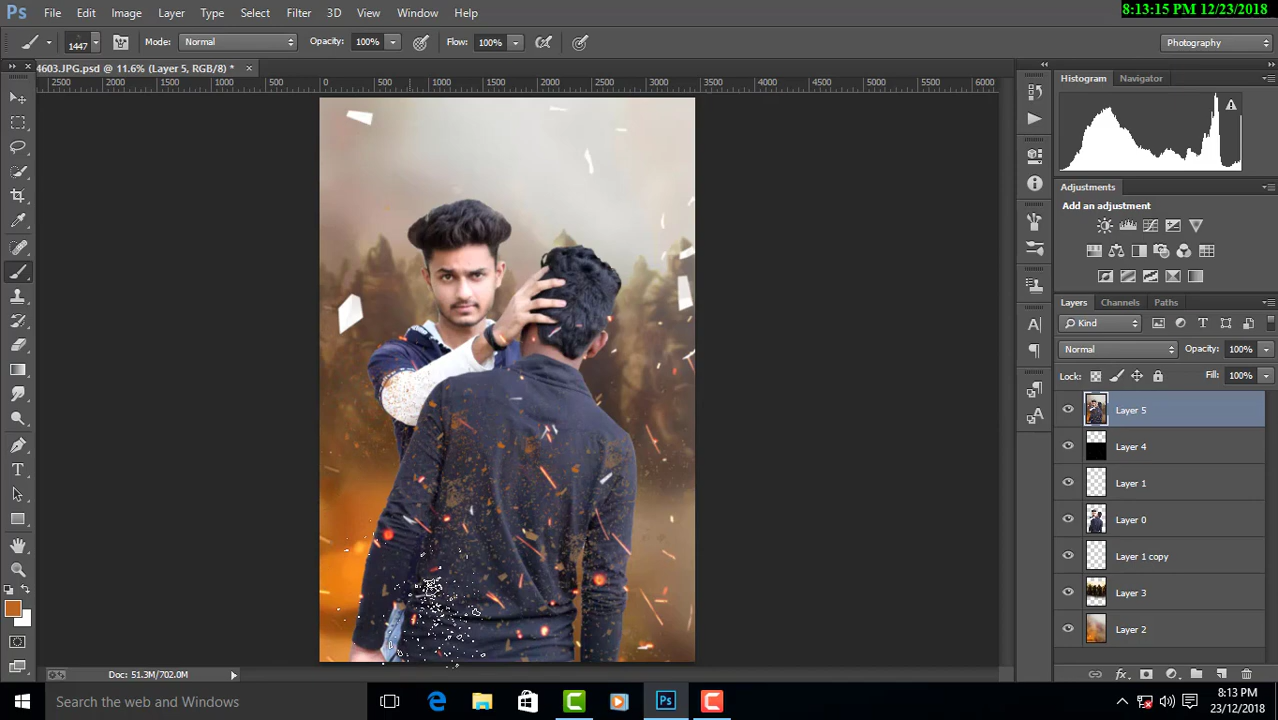 8:13:15 PM 12/23/2018
Ps File Edit Image Layer Type Select Filter 3D View Window Help
1447 Mode: Normal Opacity: 100% Flow: 100% Photography
4603.JPG.psd @ 11.6% (Layer 5, RGB/8) * ×
2500 2000 1500 1000 500 0 500 1000 1500 2000 2500 3000 3500 4000 4500 5000 5500 6000
Histogram Navigator
Adjustments
Add an adjustment
Layers Channels Paths
Kind
Normal Opacity: 100%
Lock: Fill: 100%
Layer 5
Layer 4
Layer 1
Layer 0
Layer 1 copy
Layer 3
Layer 2
Doc: 51.3M/702.0M
Search the web and Windows
8:13 PM
23/12/2018